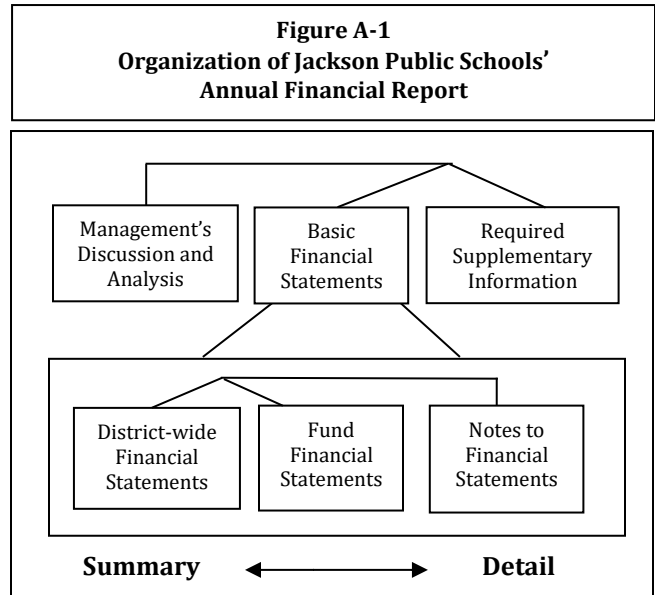 Figure A-1
Organization of Jackson Public Schools’
Annual Financial Report
Management’s
Discussion and
Analysis
Basic
Financial
Statements
Required
Supplementary
Information
District-wide
Financial
Statements
Fund
Financial
Statements
Notes to
Financial
Statements
Summary
Detail